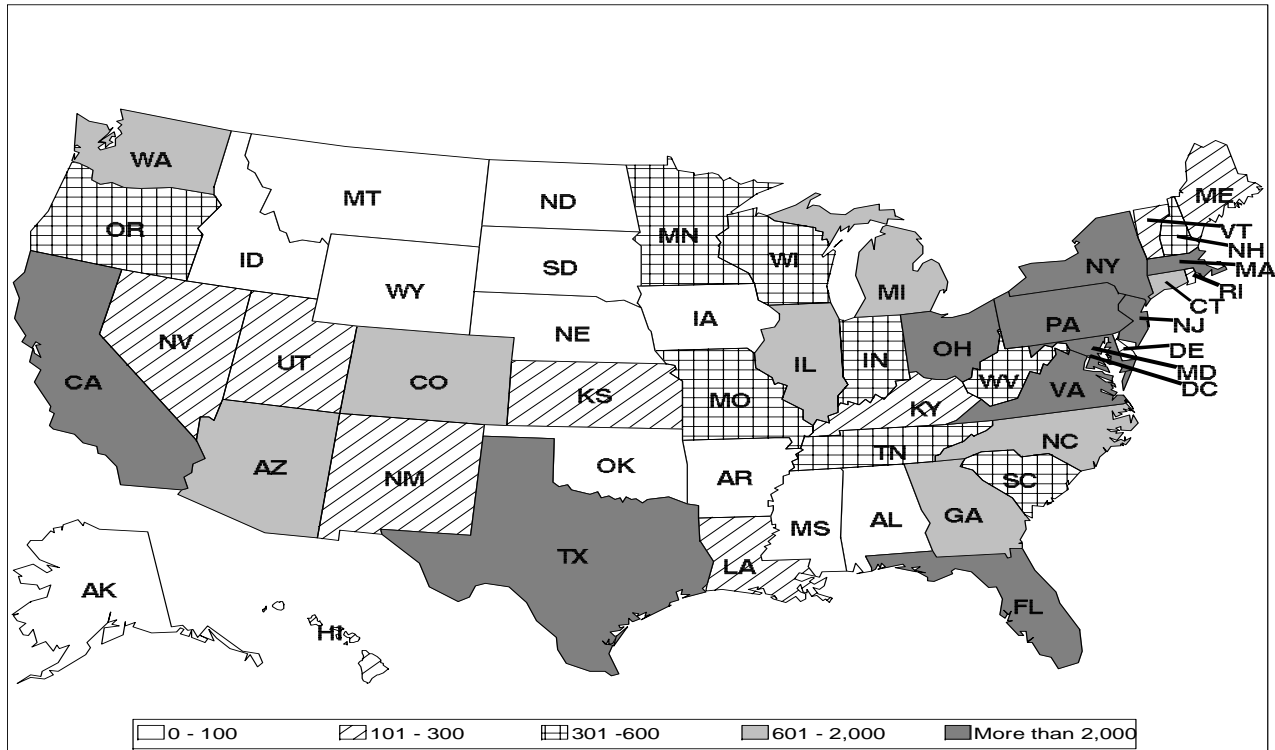 WA
MT
ND
ME
OR
MN
VT
ID
SD
WI
NH
NY
MA
WY
MI
RI
CT
NE
IA
PA
NJ
NV
UT
OH
DE
CA
CO
IL
IN
MD
KS
MO
WV
DC
VA
KY
AZ
NM
OK
TN
NC
AR
SC
MS
AL
GA
TX
LA
AK
FL
HI
0 - 100
101 - 300
301 -600
601 - 2,000
More than 2,000